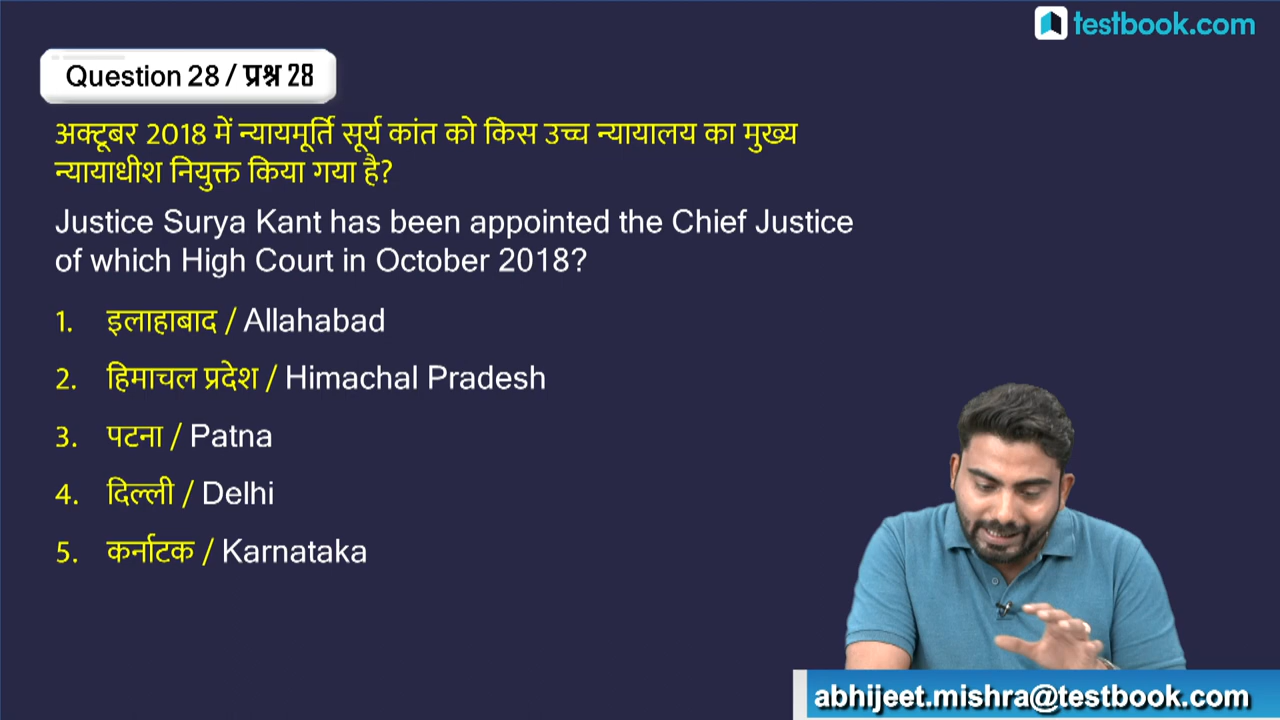 testbook.com
Question 28 / प्रश्न 28
अक्टूबर 2018 में न्यायमूर्ति सूर्य कांत को किस उच्च न्यायालय का मुख्य
न्यायाधीश नियुक्त किया गया है?
Justice Surya Kant has been appointed the Chief Justice
of which High Court in October 2018?
1. इलाहाबाद / Allahabad
2. हिमाचल प्रदेश / Himachal Pradesh
3. पटना / Patna
4. दिल्ली / Delhi
5. कर्नाटक / Karnataka
abhijeet.mishra@testbook.com